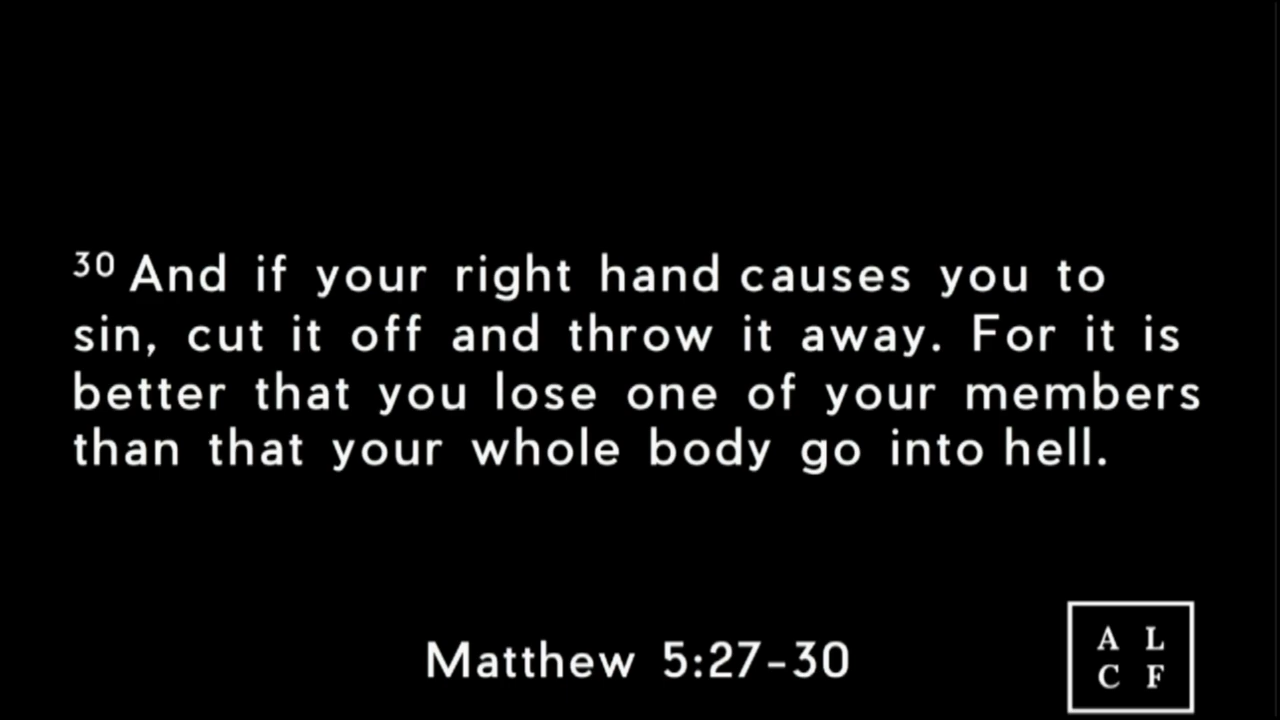 30 And if your right hand causes you to
sin, cut it off and throw it away. For it is
better that you lose one of your members
than that your whole body go into hell.
Matthew 5:27-30
A L
C F